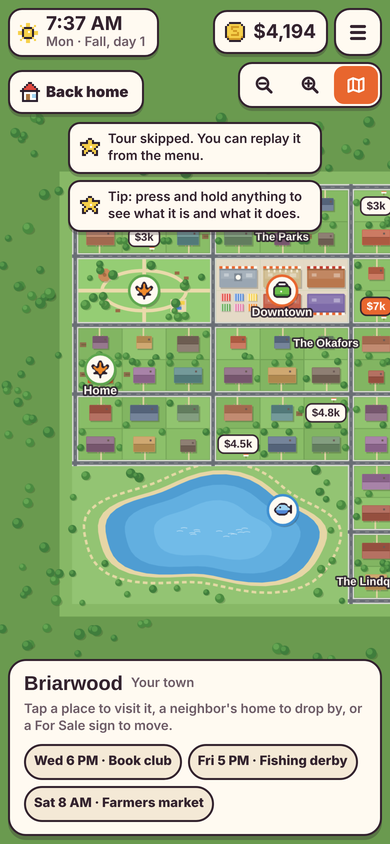 7:37 AM
Mon · Fall, day 1
$4,194
Back home
Tour skipped. You can replay it
from the menu.
Tip: press and hold anything to
see what it is and what it does.
$3k
$3k
The Parks
$7k
Downtown
The Okafors
Home
$4.8k
$4.5k
The Lindq
Briarwood Your town
Tap a place to visit it, a neighbor's home to drop by, or
a For Sale sign to move.
Wed 6 PM · Book club
Fri 5 PM · Fishing derby
Sat 8 AM · Farmers market